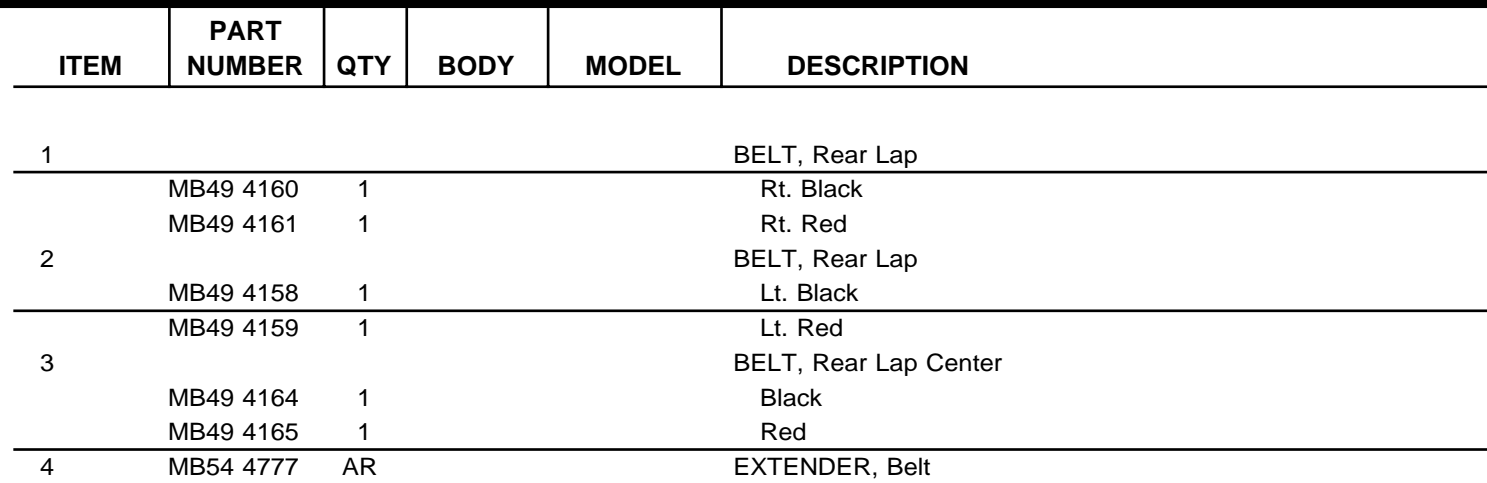 PART
ITEM NUMBER QTY BODY MODEL DESCRIPTION
1 BELT, Rear Lap
MB49 4160 1 Rt. Black
MB49 4161 1 Rt. Red
2 BELT, Rear Lap
MB49 4158 1 Lt. Black
MB49 4159 1 Lt. Red
3 BELT, Rear Lap Center
MB49 4164 1 Black
MB49 4165 1 Red
4 MB54 4777 AR EXTENDER, Belt